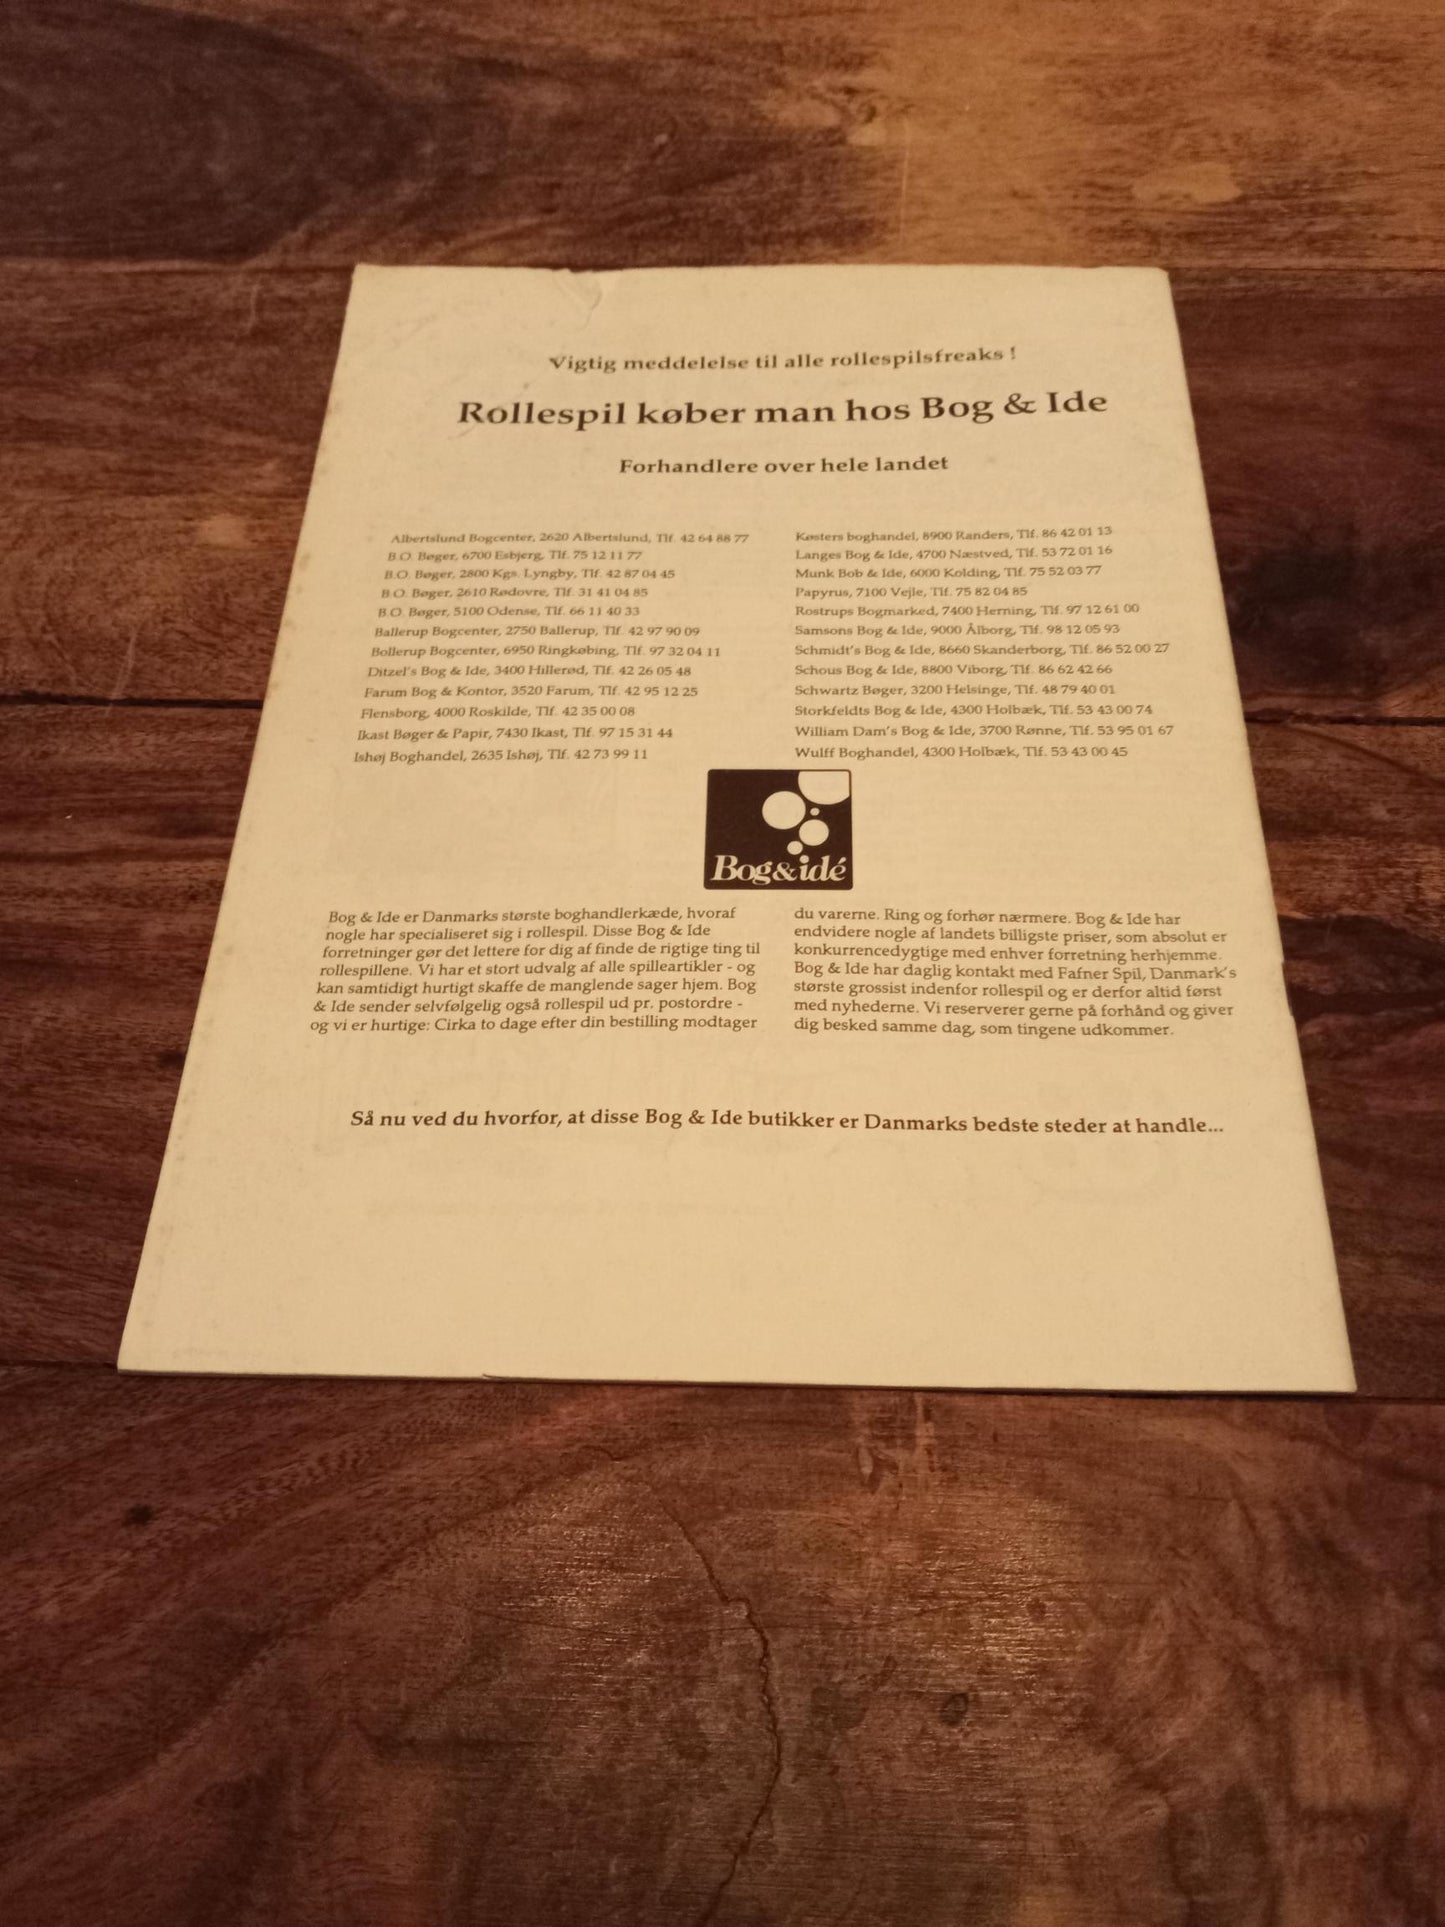 Vigtig meddelelse til alle rollespilsfreaks !
Rollespil køber man hos Bog & Ide
Forhandlere over hele landet
Albertslund Bogcenter, 2620 Albertslund, Tlf. 42 64 88 77
B.O. Bøger, 6700 Esbjerg, Tlf. 75 12 11 77
B.O. Bøger, 2800 Kgs. Lyngby, Tlf. 42 87 04 45
B.O. Bøger, 2610 Rødovre, Tlf. 31 41 04 85
B.O. Bøger, 5100 Odense, Tlf. 66 11 40 33
Ballerup Bogcenter, 2750 Ballerup, Tlf. 42 97 90 09
Bollerup Bogcenter, 6950 Ringkøbing, Tlf. 97 32 04 11
Ditzel's Bog & Ide, 3400 Hillerød, Tlf. 42 26 05 48
Farum Bog & Kontor, 3520 Farum, Tlf. 42 95 12 25
Flensborg, 4000 Roskilde, Tlf. 42 35 00 08
Ikast Bøger & Papir, 7430 Ikast, Tlf. 97 15 31 44
Ishøj Boghandel, 2635 Ishøj, Tlf. 42 73 99 11
Køsters boghandel, 8900 Randers, Tlf. 86 42 01 13
Langes Bog & Ide, 4700 Næstved, Tlf. 53 72 01 16
Munk Bob & Ide, 6000 Kolding, Tlf. 75 52 03 77
Papyrus, 7100 Vejle, Tlf. 75 82 04 85
Rostrups Bogmarked, 7400 Herning, Tlf. 97 12 61 00
Samsons Bog & Ide, 9000 Ålborg, Tlf. 98 12 05 93
Schmidt's Bog & Ide, 8660 Skanderborg, Tlf. 86 52 00 27
Schous Bog & Ide, 8800 Viborg, Tlf. 86 62 42 66
Schwartz Bøger, 3200 Helsinge, Tlf. 48 79 40 01
Storkfeldts Bog & Ide, 4300 Holbæk, Tlf. 53 43 00 74
William Dam's Bog & Ide, 3700 Rønne, Tlf. 53 95 01 67
Wulff Boghandel, 4300 Holbæk, Tlf. 53 43 00 45
Bog&idé
Bog & Ide er Danmarks største boghandlerkæde, hvoraf
nogle har specialiseret sig i rollespil. Disse Bog & Ide
forretninger gør det lettere for dig af finde de rigtige ting til
rollespillene. Vi har et stort udvalg af alle spilleartikler - og
kan samtidigt hurtigt skaffe de manglende sager hjem. Bog
& Ide sender selvfølgelig også rollespil ud pr. postordre -
og vi er hurtige: Cirka to dage efter din bestilling modtager
du varerne. Ring og forhør nærmere. Bog & Ide har
endvidere nogle af landets billigste priser, som absolut er
konkurrencedygtige med enhver forretning herhjemme.
Bog & Ide har daglig kontakt med Fafner Spil, Danmark's
største grossist indenfor rollespil og er derfor altid først
med nyhederne. Vi reserverer gerne på forhånd og giver
dig besked samme dag, som tingene udkommer.
Så nu ved du hvorfor, at disse Bog & Ide butikker er Danmarks bedste steder at handle...